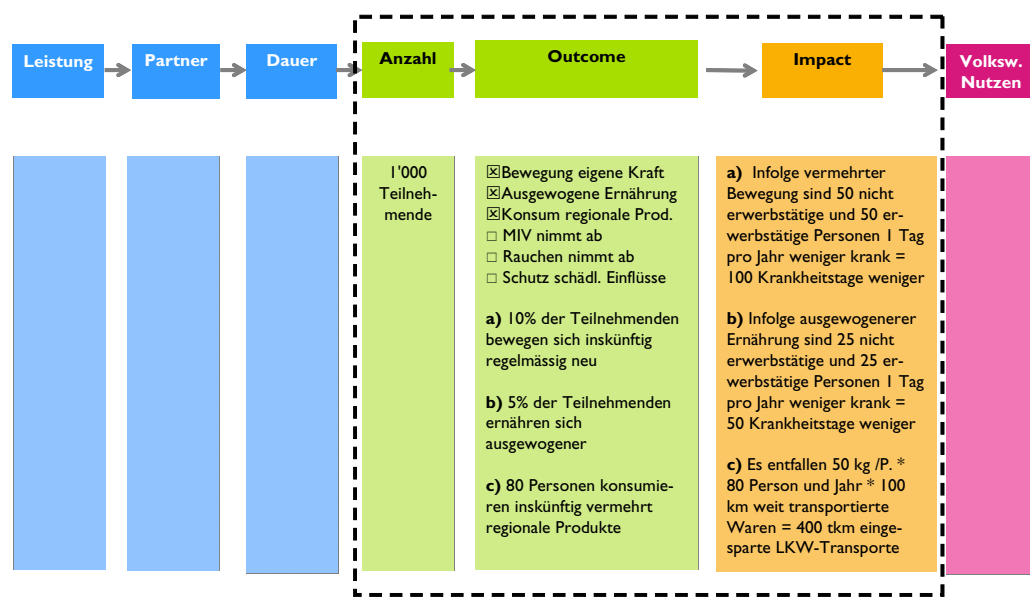 Leistung
Partner
Dauer
Anzahl
Outcome
Impact
Volksw.
Nutzen
1'000
Teilneh-
mende
☒Bewegung eigene Kraft
☒Ausgewogene Ernährung
☒Konsum regionale Prod.
□ MIV nimmt ab
□ Rauchen nimmt ab
□ Schutz schädl. Einflüsse
a) 10% der Teilnehmenden
bewegen sich inskünftig
regelmässig neu
b) 5% der Teilnehmenden
ernähren sich
ausgewogener
c) 80 Personen konsumie-
ren inskünftig vermehrt
regionale Produkte
a) Infolge vermehrter
Bewegung sind 50 nicht
erwerbstätige und 50 er-
werbstätige Personen 1 Tag
pro Jahr weniger krank =
100 Krankheitstage weniger
b) Infolge ausgewogenerer
Ernährung sind 25 nicht
erwerbstätige und 25 er-
werbstätige Personen 1 Tag
pro Jahr weniger krank =
50 Krankheitstage weniger
c) Es entfallen 50 kg /P. *
80 Person und Jahr * 100
km weit transportierte
Waren = 400 tkm einge-
sparte LKW-Transporte